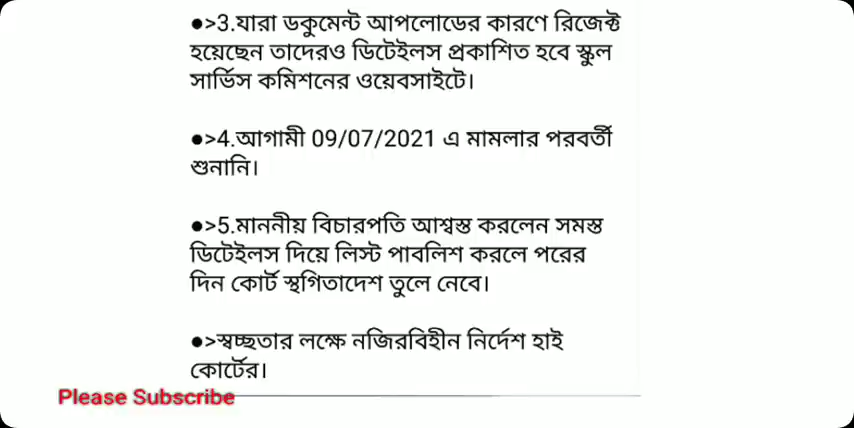 ●>3.যারা ডকুমেন্ট আপলোডের কারণে রিজেক্ট
হয়েছেন তাদেরও ডিটেইলস প্রকাশিত হবে স্কুল
সার্ভিস কমিশনের ওয়েবসাইটে।
●>4.আগামী 09/07/2021 এ মামলার পরবর্তী
শুনানি।
●>5.মাননীয় বিচারপতি আশ্বস্ত করলেন সমস্ত
ডিটেইলস দিয়ে লিস্ট পাবলিশ করলে পরের
দিন কোর্ট স্থগিতাদেশ তুলে নেবে।
●>স্বচ্ছতার লক্ষে নজিরবিহীন নির্দেশ হাই
কোর্টের।
Please Subscribe